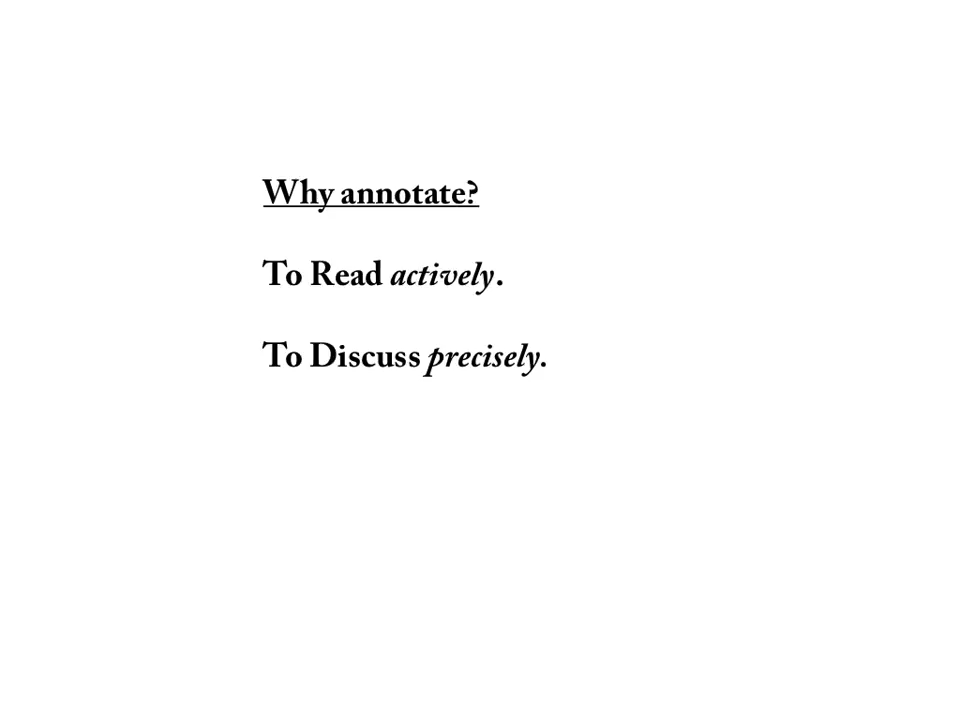 Why annotate?
To Read actively.
To Discuss precisely.